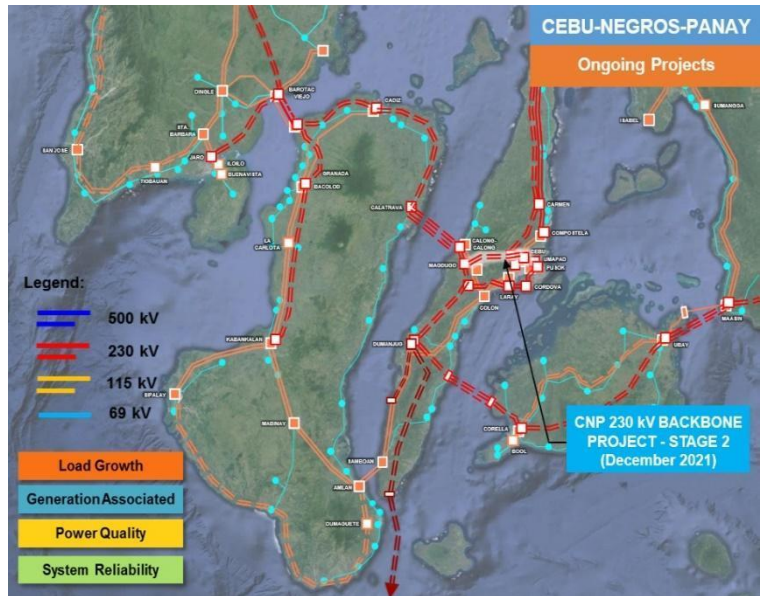 CEBU-NEGROS-PANAY
Ongoing Projects
DINGLE
BAROTAC
VIEJO
CADIZ
STA.
BARBARA
SAN JOSE
JARO
ILOILO
BUENAVISTA
TIGBAUAN
GRANADA
BACOLOD
CALATRAVA
LA
CARLOTA
ISABEL
SUMANGGA
CARMEN
COMPOSTELA
CALONG-
CALONG
CEBU
UMAPAD
PUSOK
MAGDUGO
LARAY
CORDOVA
COLON
MAASIN
UBAY
DUMANJUG
KABANKALAN
SIPALAY
MABINAY
CORELLA
BOOL
SAMBOAN
AMLAN
DUMAGUETE
CNP 230 kV BACKBONE
PROJECT - STAGE 2
(December 2021)
Legend:
500 kV
230 kV
115 kV
69 kV
Load Growth
Generation Associated
Power Quality
System Reliability